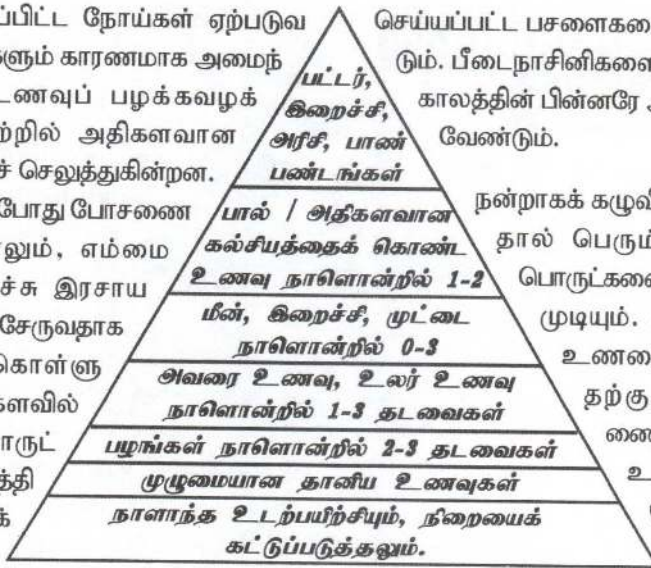 ப்பிட்ட நோய்கள் ஏற்படுவ
களும் காரணமாக அமைந்
உணவுப் பழக்கவழக்
ற்றில் அதிகளவான
ச் செலுத்துகின்றன.
போது போசணை
லும், எம்மை
ச்சு இரசாய
சேருவதாக
கொள்ளு
களவில்
ாருட்
த்தி
க்
பட்டர்,
இறைச்சி,
அரிசி, பாண்
பண்டங்கள்
பால் / அதிகளவான
கல்சியத்தைக் கொண்ட
உணவு நாளொன்றில் 1-2
மீன், இறைச்சி, முட்டை
நாளொன்றில் 0-3
அவரை உணவு, உலர் உணவு
நாளொன்றில் 1-3 தடவைகள்
பழங்கள் நாளொன்றில் 2-3 தடவைகள்
முழுமையான தானிய உணவுகள்
நாளாந்த உடற்பயிற்சியும், நிறையைக்
கட்டுப்படுத்தலும்.
செய்யப்பட்ட பசளைகளை
டும். பீடைநாசினிகளை
காலத்தின் பின்னரே
வேண்டும்.
நன்றாகக் கழுவி
தால் பெரும்
பொருட்களை
முடியும்.
உணவை
தற்கு
ணை
உ